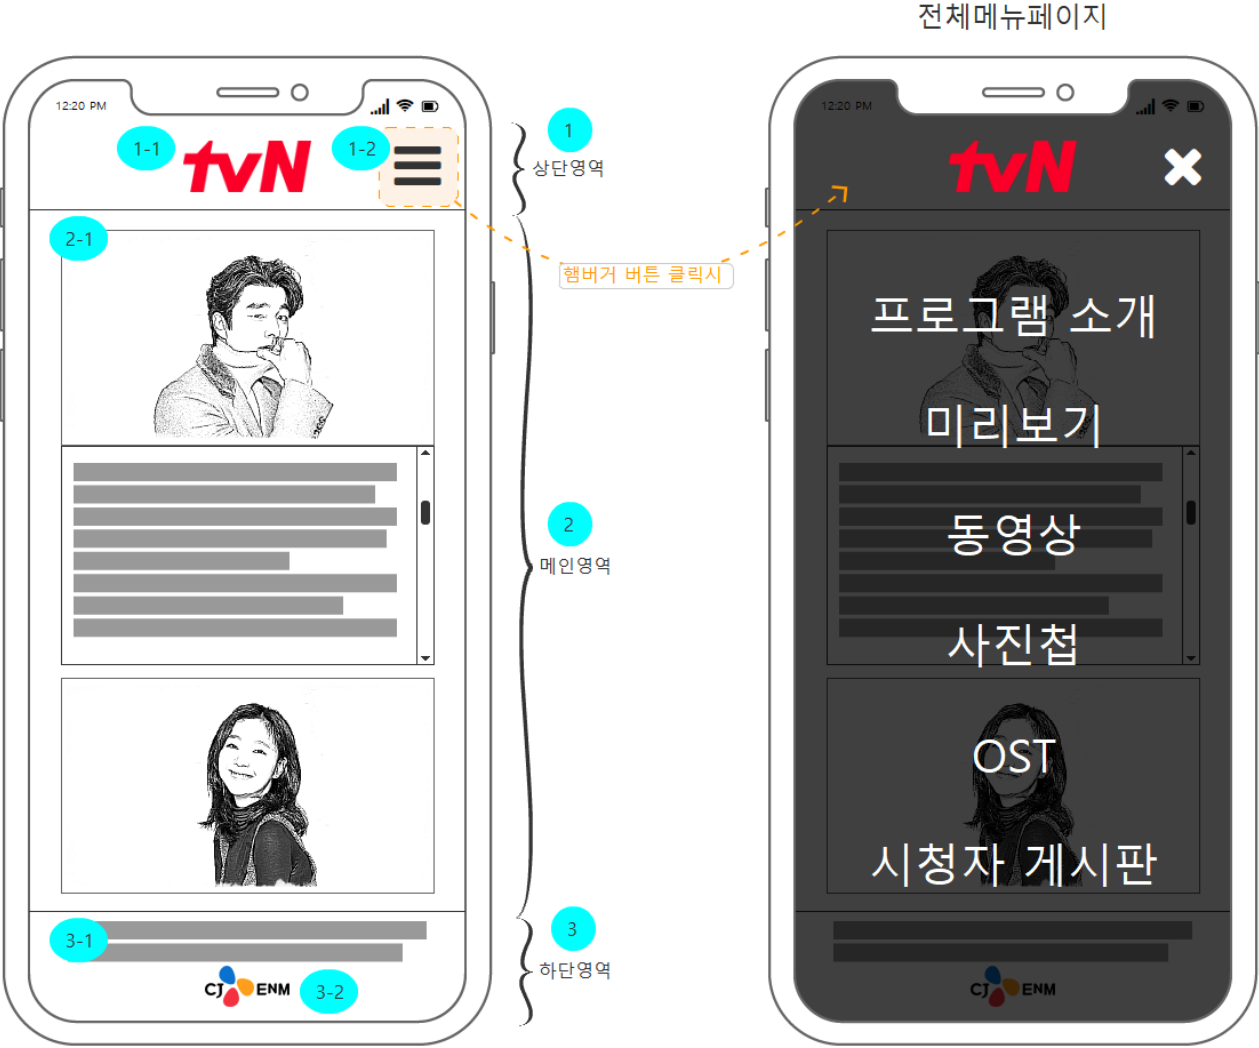 전체메뉴페이지
12:20 PM
1-1
tvN
1-2
1
상단영역
2-1
햄버거 버튼 클릭시
2
메인영역
3-1
3
하단영역
CJ ENM
3-2
12:20 PM
tvN
프로그램 소개
미리보기
동영상
사진첩
OST
시청자 게시판
CJ ENM